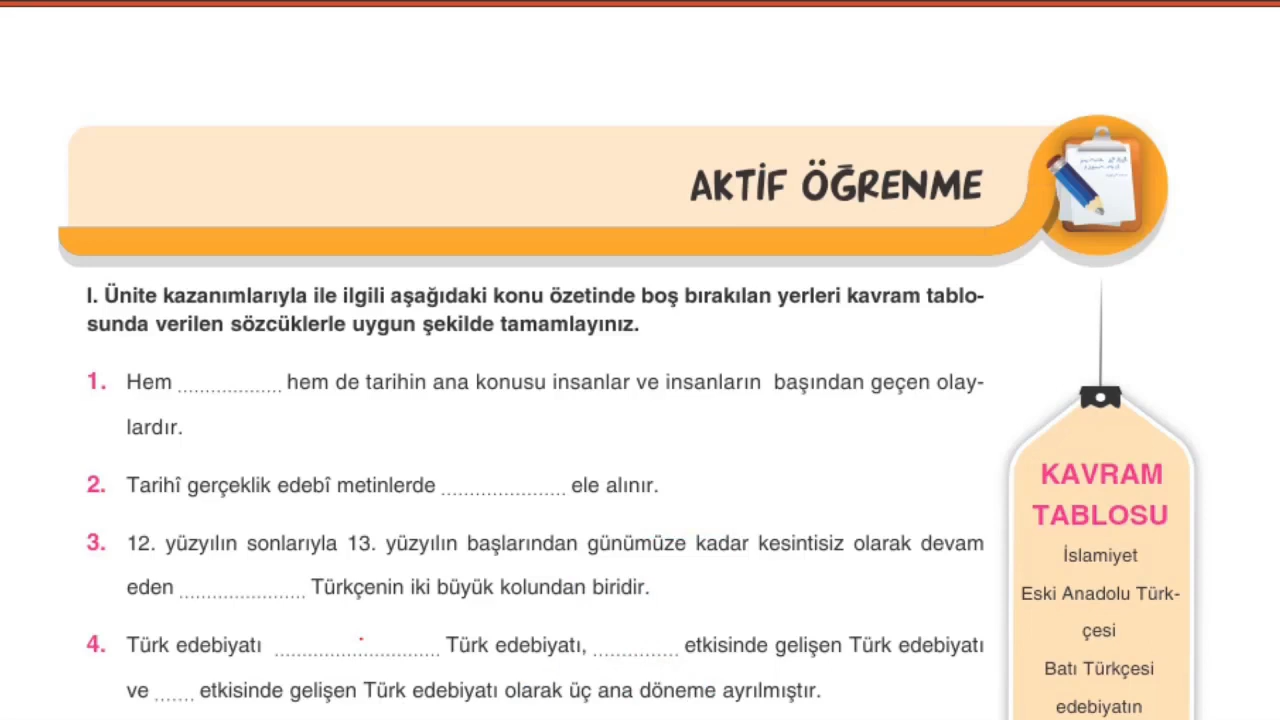 AKTİF ÖĞRENME
I. Ünite kazanımlarıyla ile ilgili aşağıdaki konu özetinde boş bırakılan yerleri kavram tablo-
sunda verilen sözcüklerle uygun şekilde tamamlayınız.
1. Hem ................... hem de tarihin ana konusu insanlar ve insanların başından geçen olay-
lardır.
2. Tarihî gerçeklik edebî metinlerde ....................... ele alınır.
3. 12. yüzyılın sonlarıyla 13. yüzyılın başlarından günümüze kadar kesintisiz olarak devam
eden ....................... Türkçenin iki büyük kolundan biridir.
4. Türk edebiyatı .............................. Türk edebiyatı, ................ etkisinde gelişen Türk edebiyatı
ve ....... etkisinde gelişen Türk edebiyatı olarak üç ana döneme ayrılmıştır.
KAVRAM
TABLOSU
İslamiyet
Eski Anadolu Türk-
çesi
Batı Türkçesi
edebiyatın